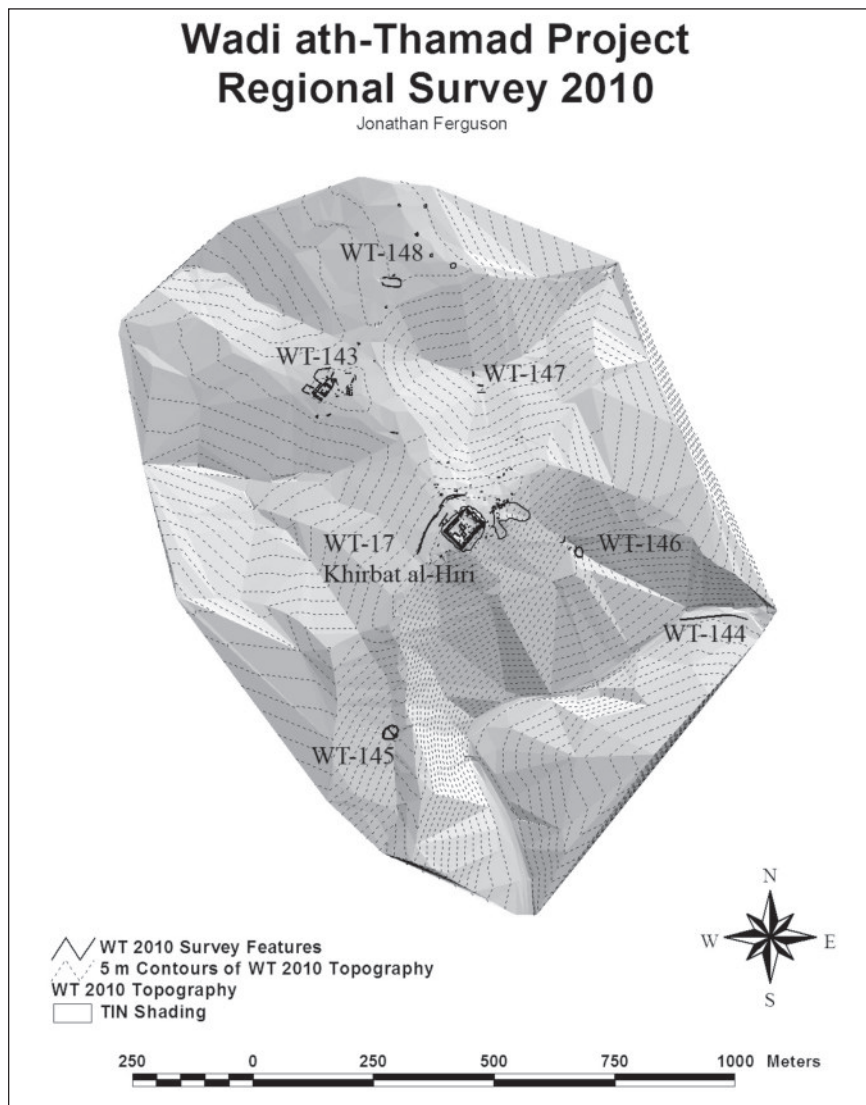 Wadi ath-Thamad Project
Regional Survey 2010
Jonathan Ferguson
WT-148
WT-143
WT-147
WT-17
Khirbat al-Hiri
WT-146
WT-144
WT-145
N
W E
S
WT 2010 Survey Features
5 m Contours of WT 2010 Topography
WT 2010 Topography
TIN Shading
250 0 250 500 750 1000 Meters